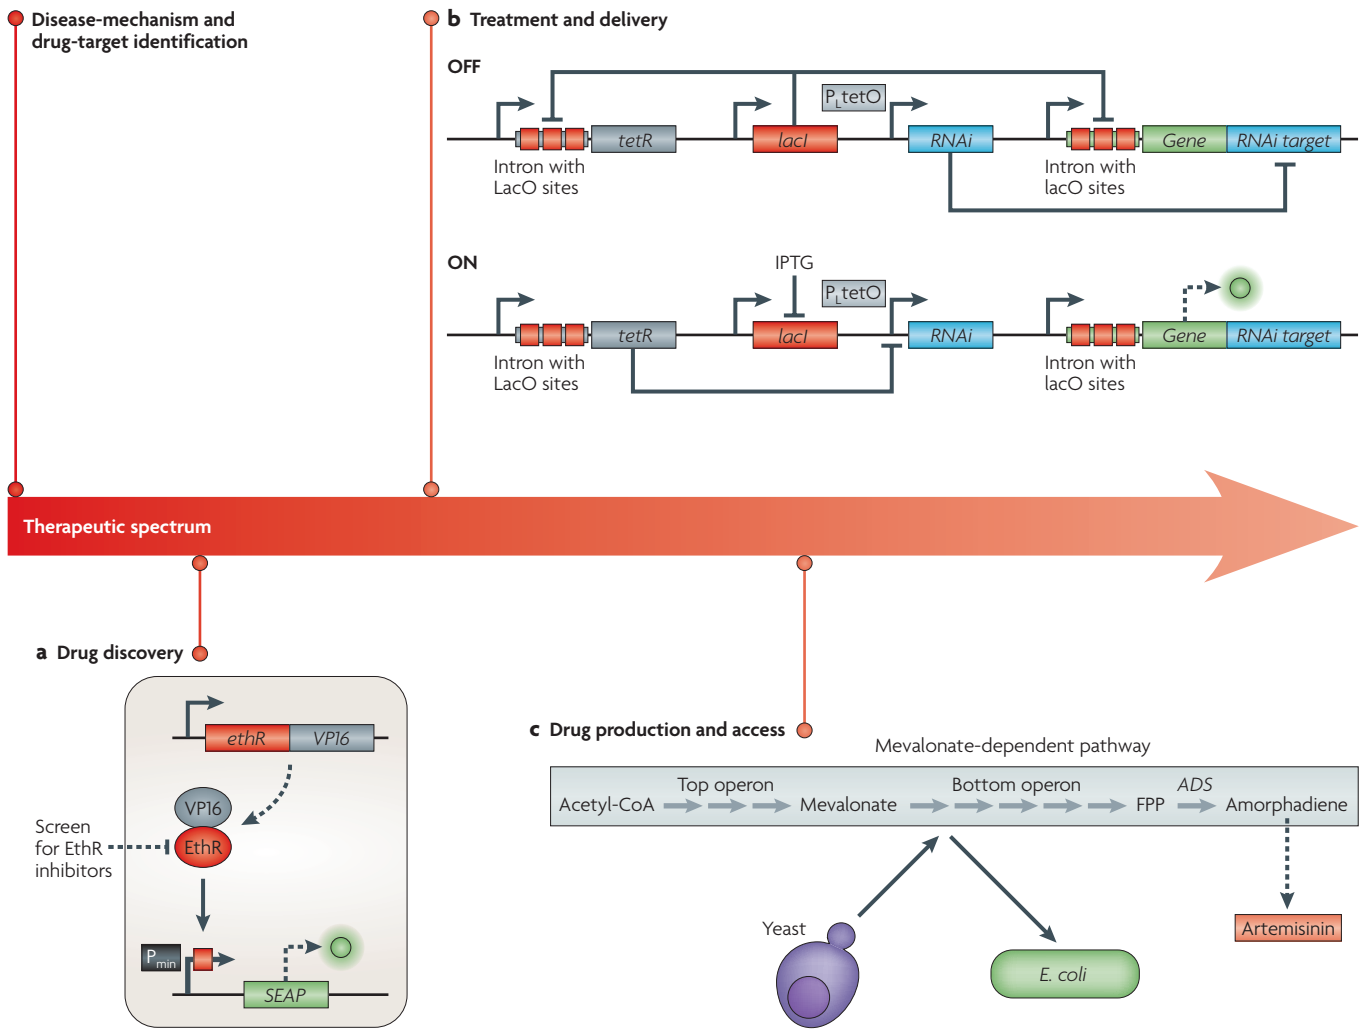 Disease-mechanism and
drug-target identification
b Treatment and delivery
OFF
PLtetO
tetR
lacI
RNAi
Gene
RNAi target
Intron with
LacO sites
Intron with
lacO sites
ON
IPTG
PLtetO
tetR
lacI
RNAi
Gene
RNAi target
Intron with
LacO sites
Intron with
lacO sites
Therapeutic spectrum
a Drug discovery
ethR
VP16
VP16
EthR
Screen
for EthR
inhibitors
Pmin
SEAP
c Drug production and access
Mevalonate-dependent pathway
Top operon
Bottom operon
ADS
Acetyl-CoA
Mevalonate
FPP
Amorphadiene
Yeast
E. coli
Artemisinin